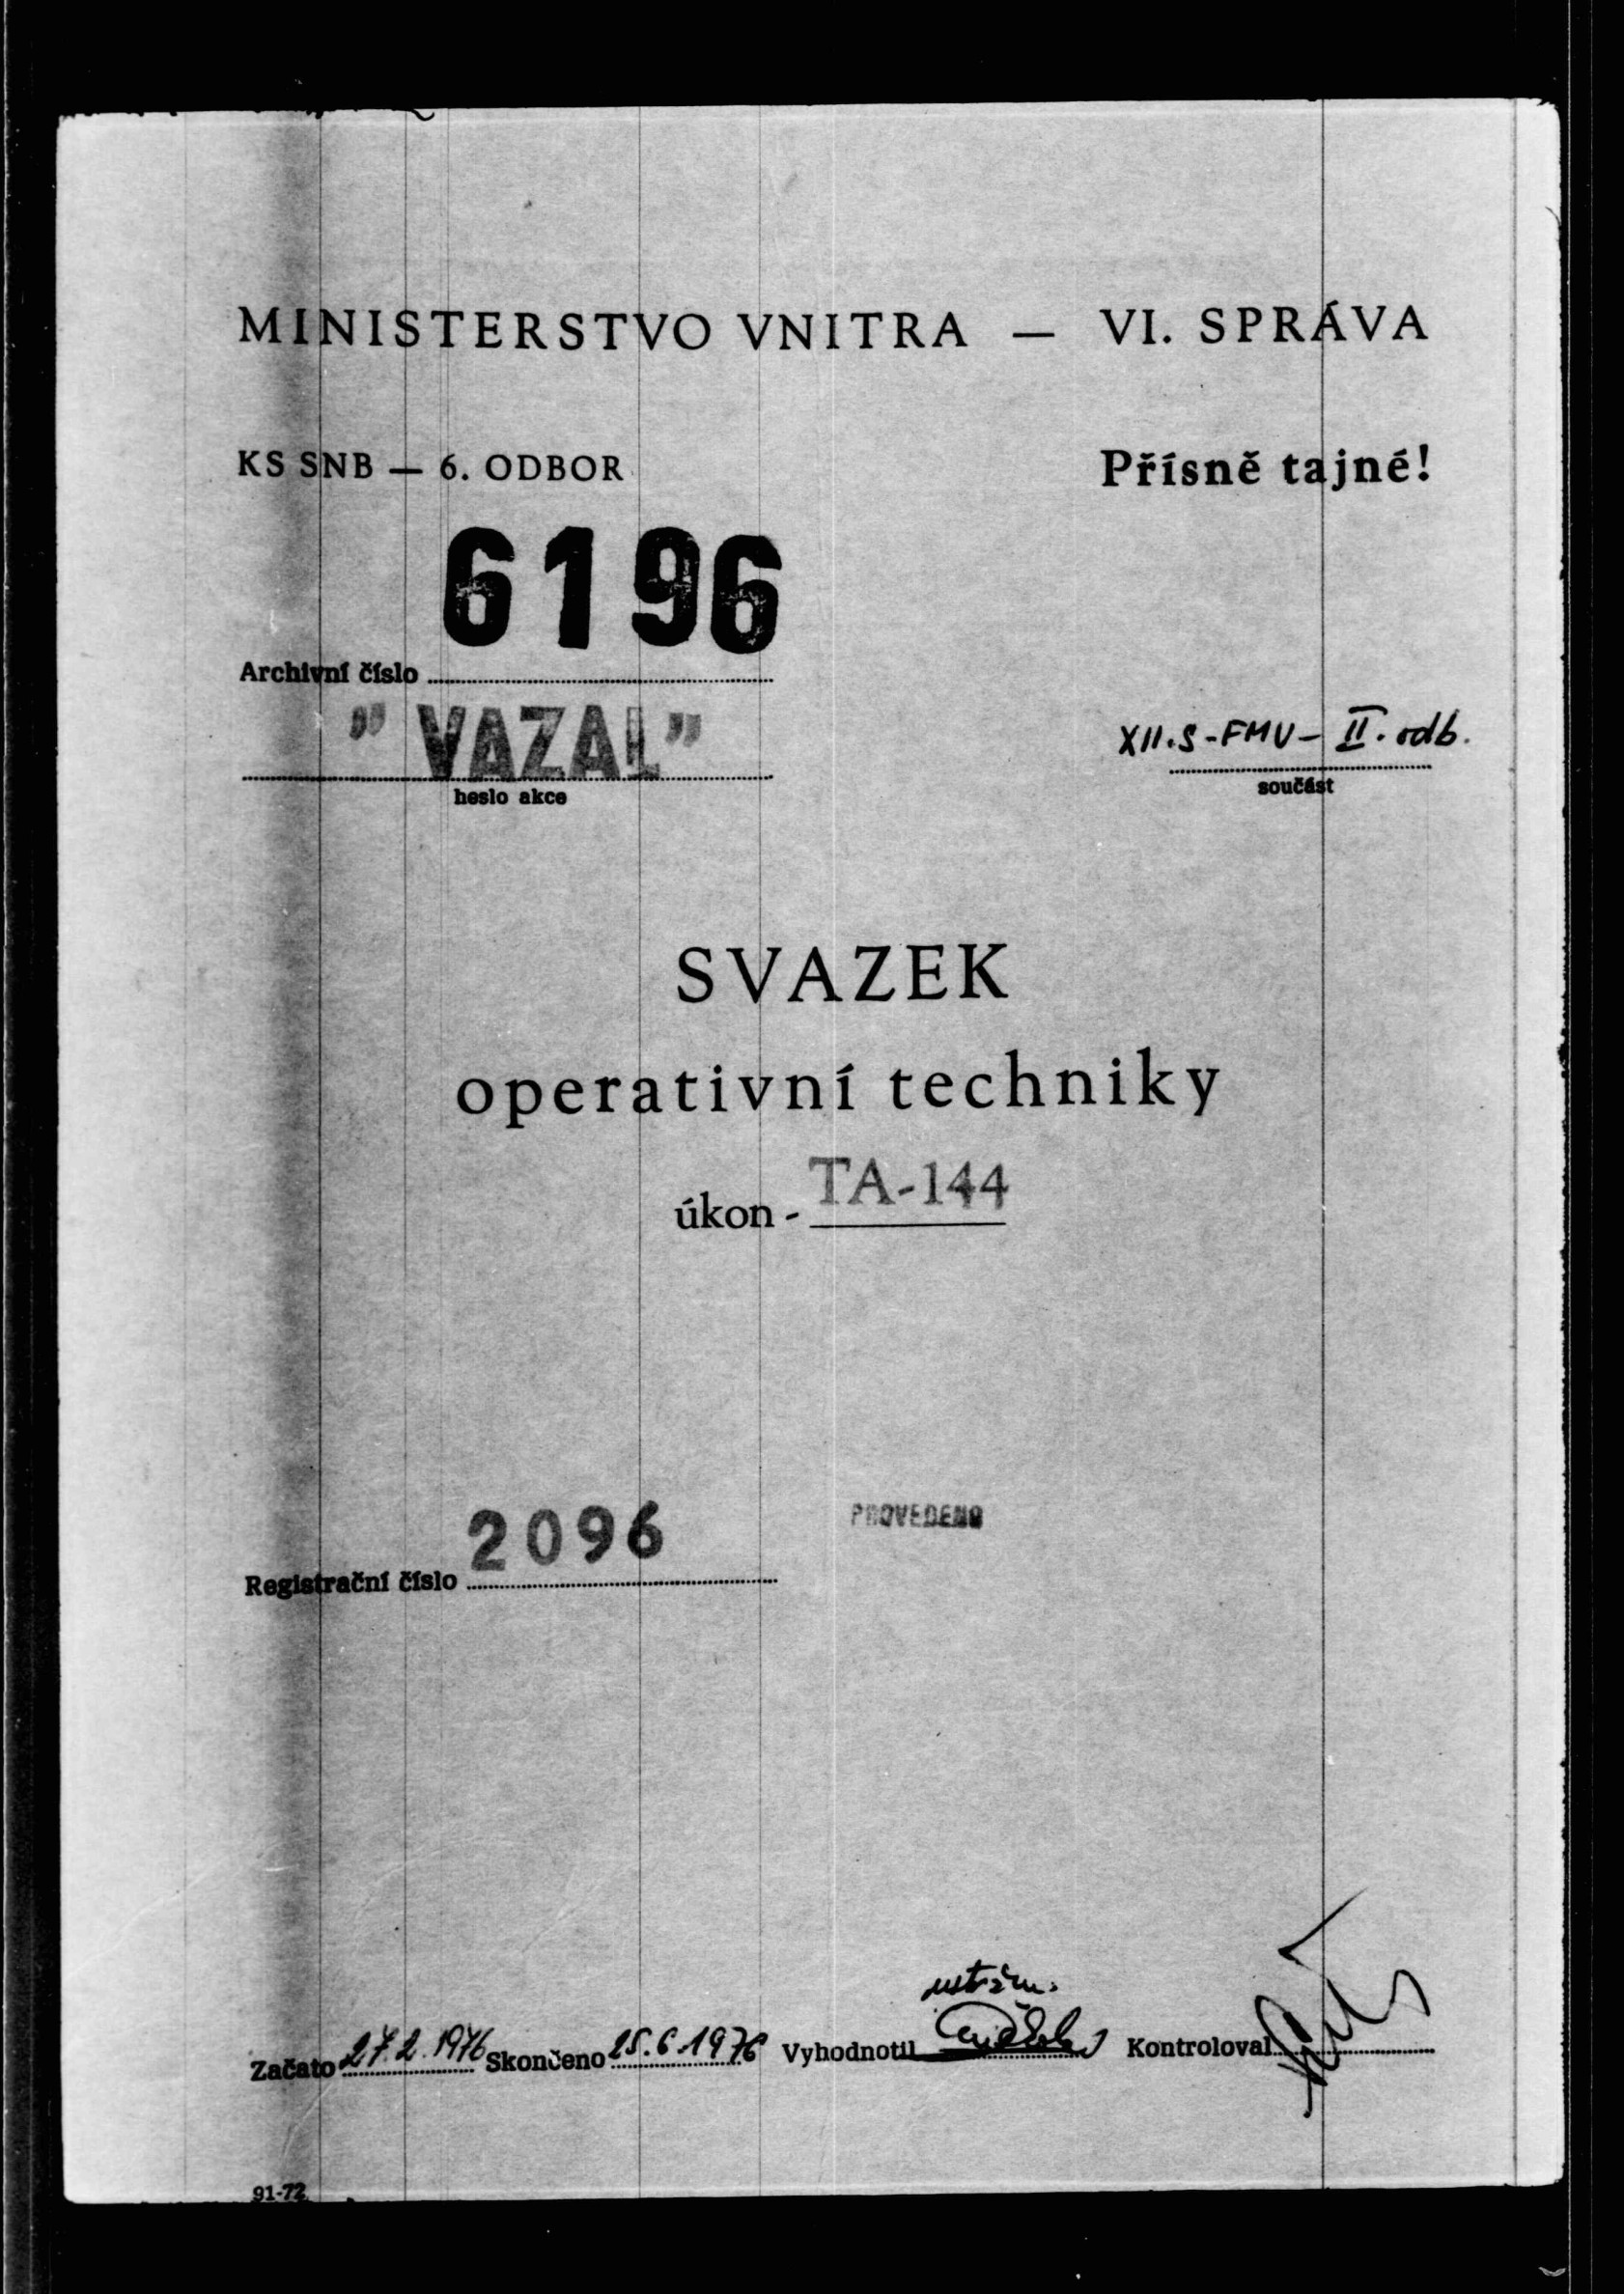 MINISTERSTVO VNITRA — VI. SPRÁVA
KS SNB — 6. ODBOR
Přísně tajné!
6196
Archivní číslo
" VAZAL"
heslo akce
XII.S-FMV- II. odb.
součást
SVAZEK
operativní techniky
úkon - TA-144
2096
Registrační číslo
PROVEDENO
Začato 27.2.1976 Skončeno 25.6.1976 Vyhodnotil Kontroloval
91-72